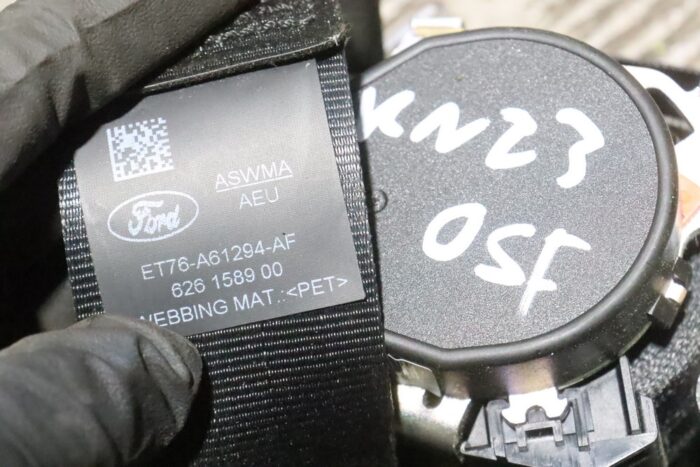 ASWMA
AEU
Ford
ET76-A61294-AF
626 1589 00
WEBBING MAT.:<PET>
KN23
OSF